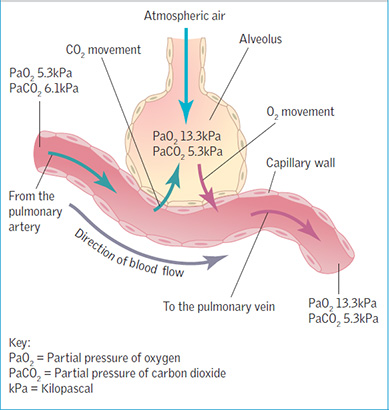 Atmospheric air
CO₂ movement
Alveolus
PaO₂ 5.3kPa
PaCO₂ 6.1kPa
O₂ movement
PaO₂ 13.3kPa
PaCO₂ 5.3kPa
Capillary wall
From the
pulmonary
artery
Direction of blood flow
To the pulmonary vein
PaO₂ 13.3kPa
PaCO₂ 5.3kPa
Key:
PaO₂ = Partial pressure of oxygen
PaCO₂ = Partial pressure of carbon dioxide
kPa = Kilopascal